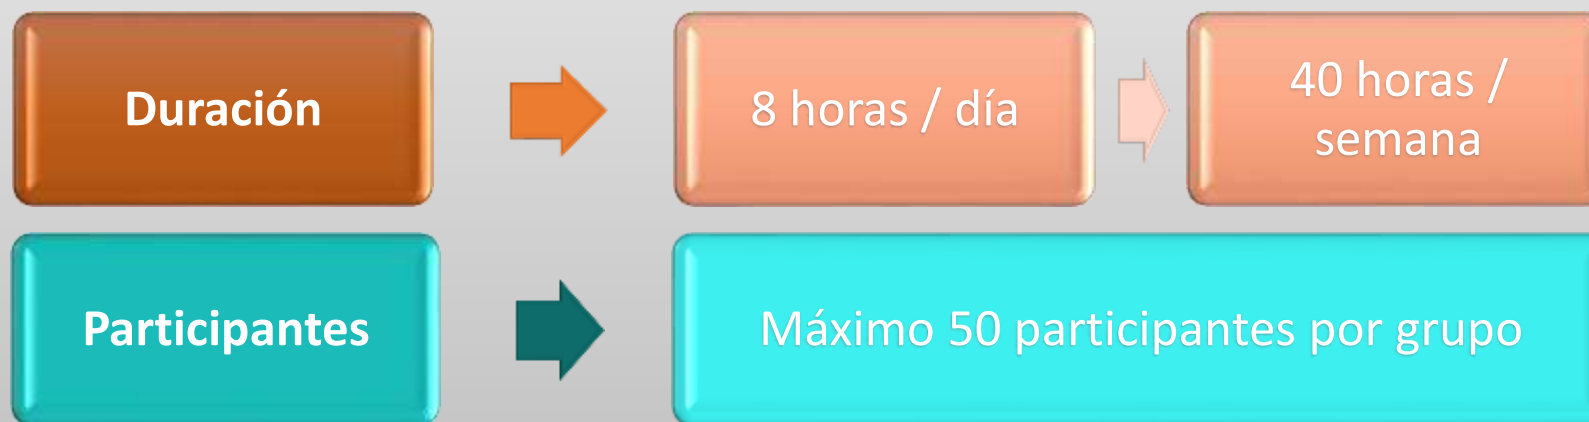 Duración
8 horas / día
40 horas /
semana
Participantes
Máximo 50 participantes por grupo